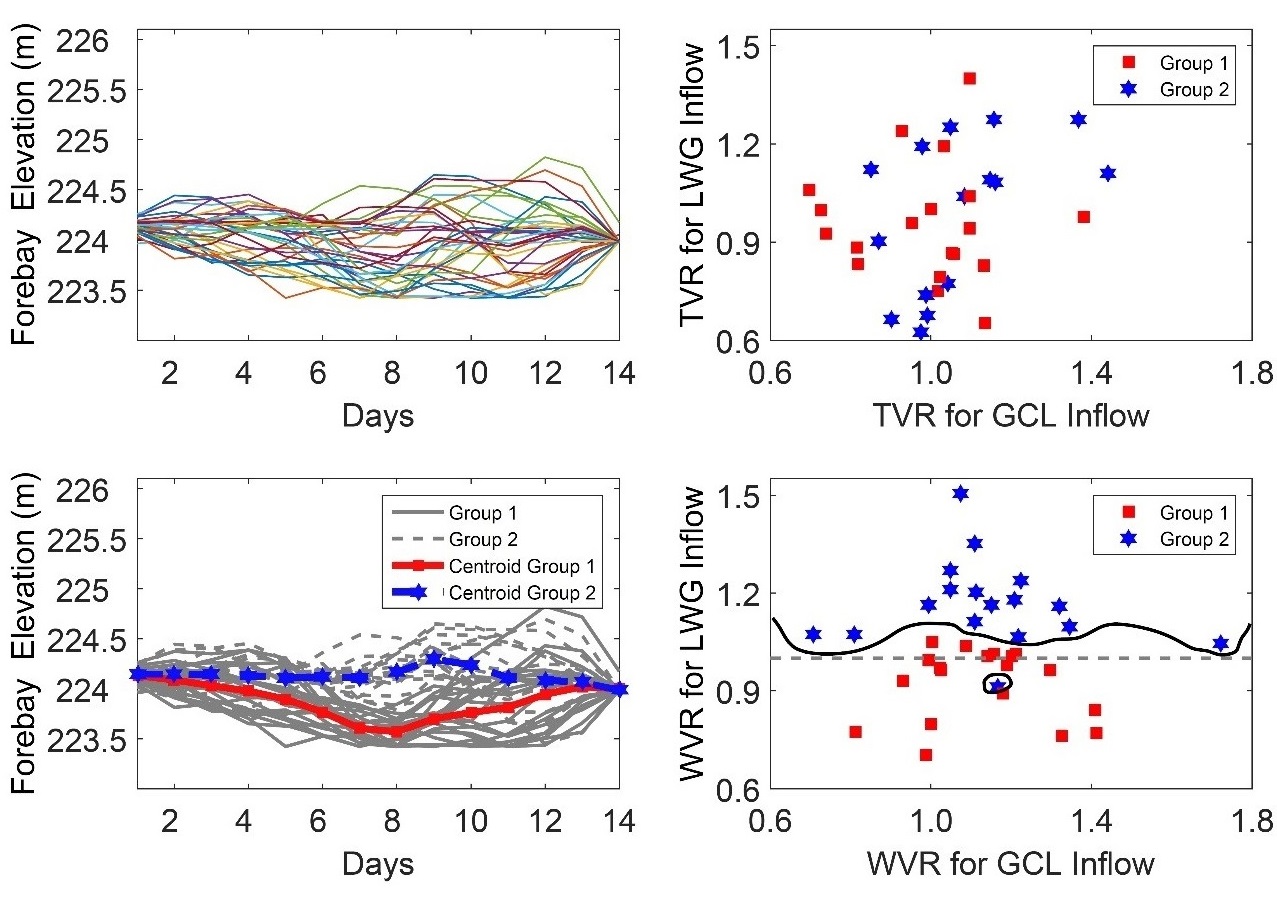 Forebay Elevation (m)
226
225.5
225
224.5
224
223.5
2 4 6 8 10 12 14
Days
TVR for LWG Inflow
1.5
1.2
0.9
0.6
0.6 1.0 1.4 1.8
TVR for GCL Inflow
Group 1
Group 2
Forebay Elevation (m)
226
225.5
225
224.5
224
223.5
2 4 6 8 10 12 14
Days
Group 1
Group 2
Centroid Group 1
Centroid Group 2
WVR for LWG Inflow
1.5
1.2
0.9
0.6
0.6 1.0 1.4 1.8
WVR for GCL Inflow
Group 1
Group 2